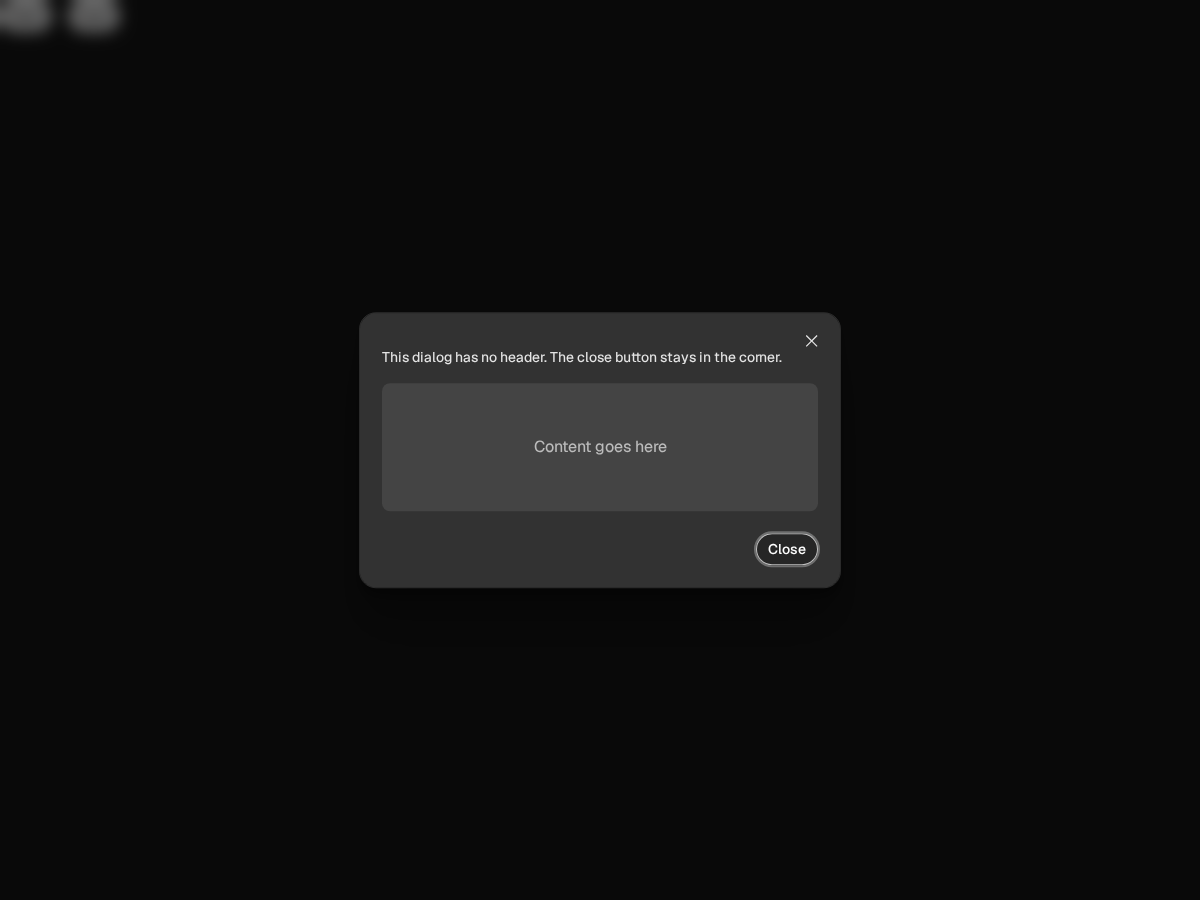 This dialog has no header. The close button stays in the corner.
Content goes here
Close